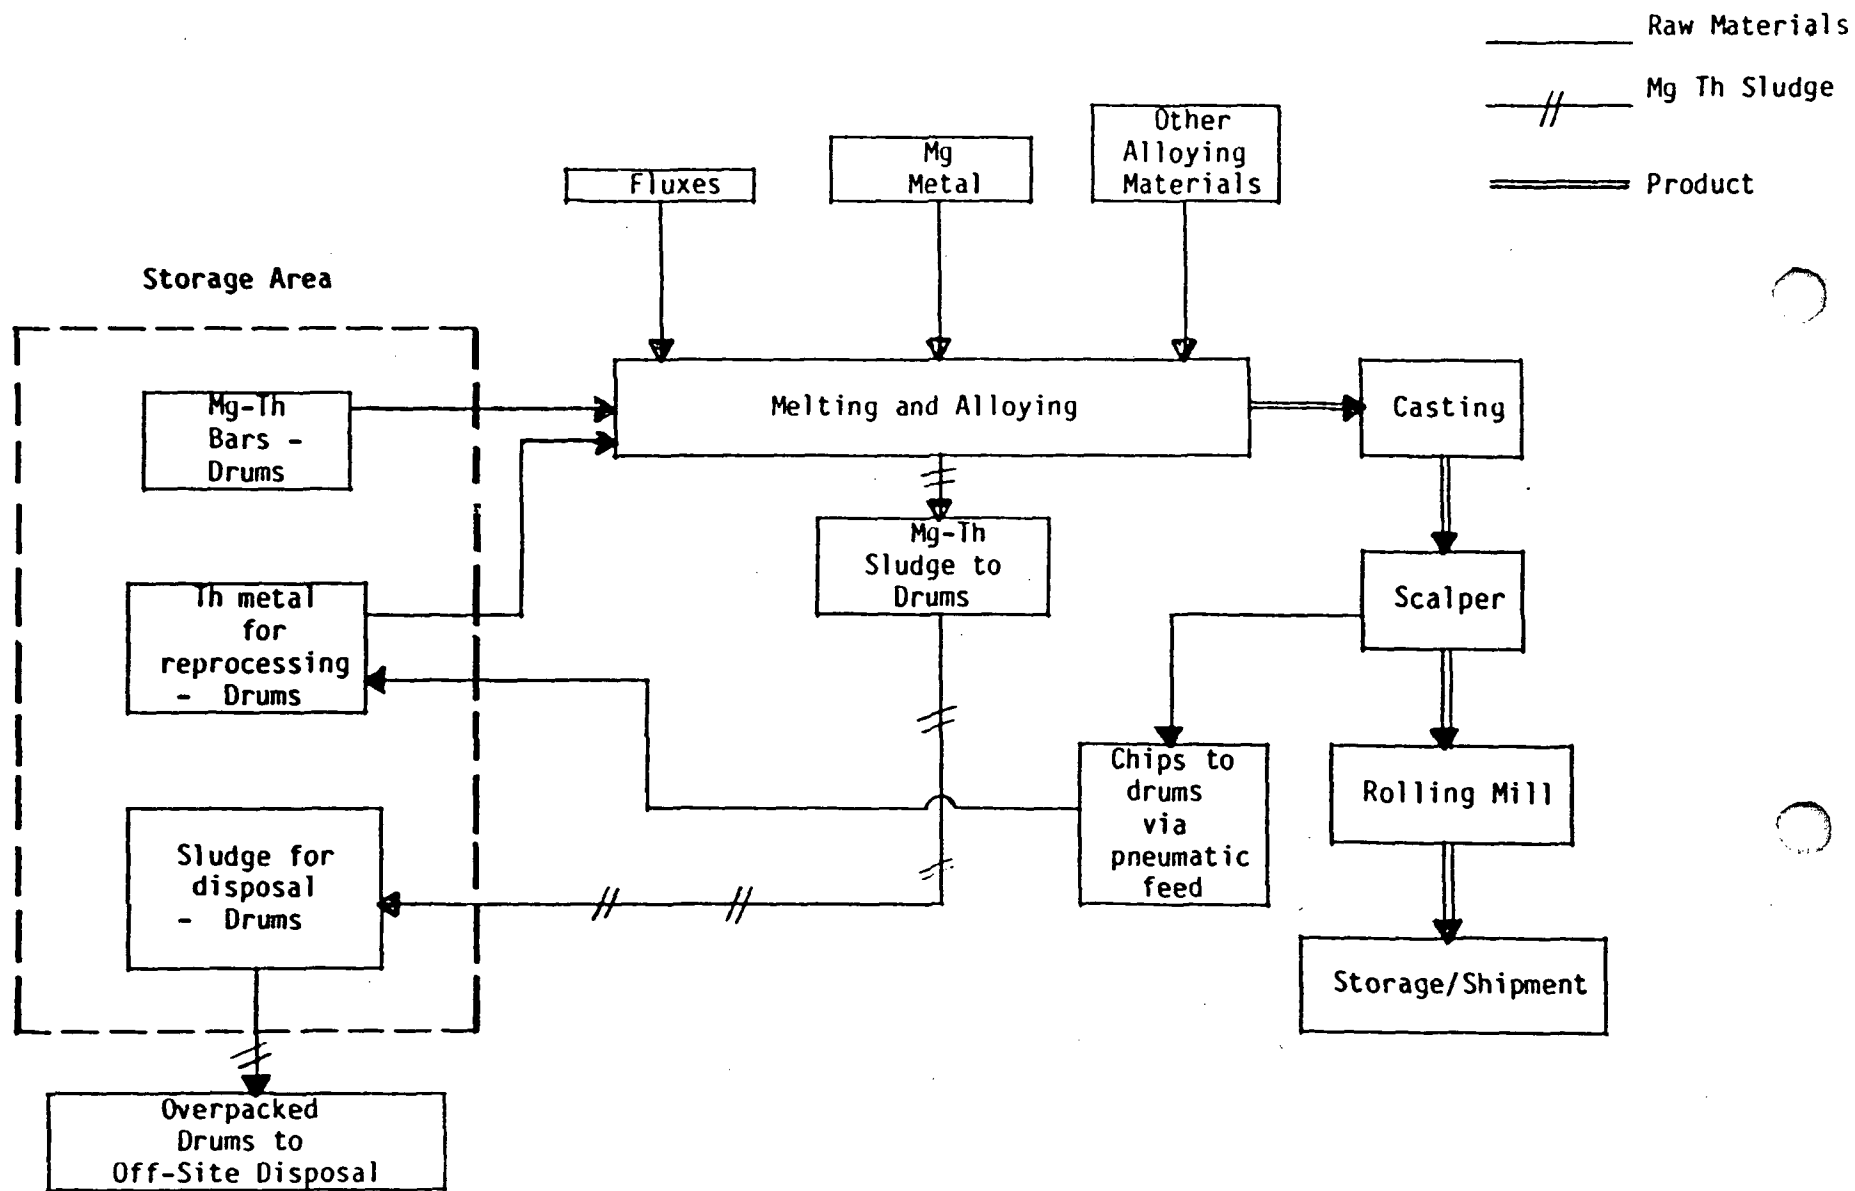 Raw Materials
Mg Th Sludge
Product
Fluxes
Mg
Metal
Other
Alloying
Materials
Storage Area
Mg-Th
Bars -
Drums
Melting and Alloying
Casting
Th metal
for
reprocessing
- Drums
Mg-Th
Sludge to
Drums
Scalper
Chips to
drums
via
pneumatic
feed
Rolling Mill
Sludge for
disposal
- Drums
Storage/Shipment
Overpacked
Drums to
Off-Site Disposal